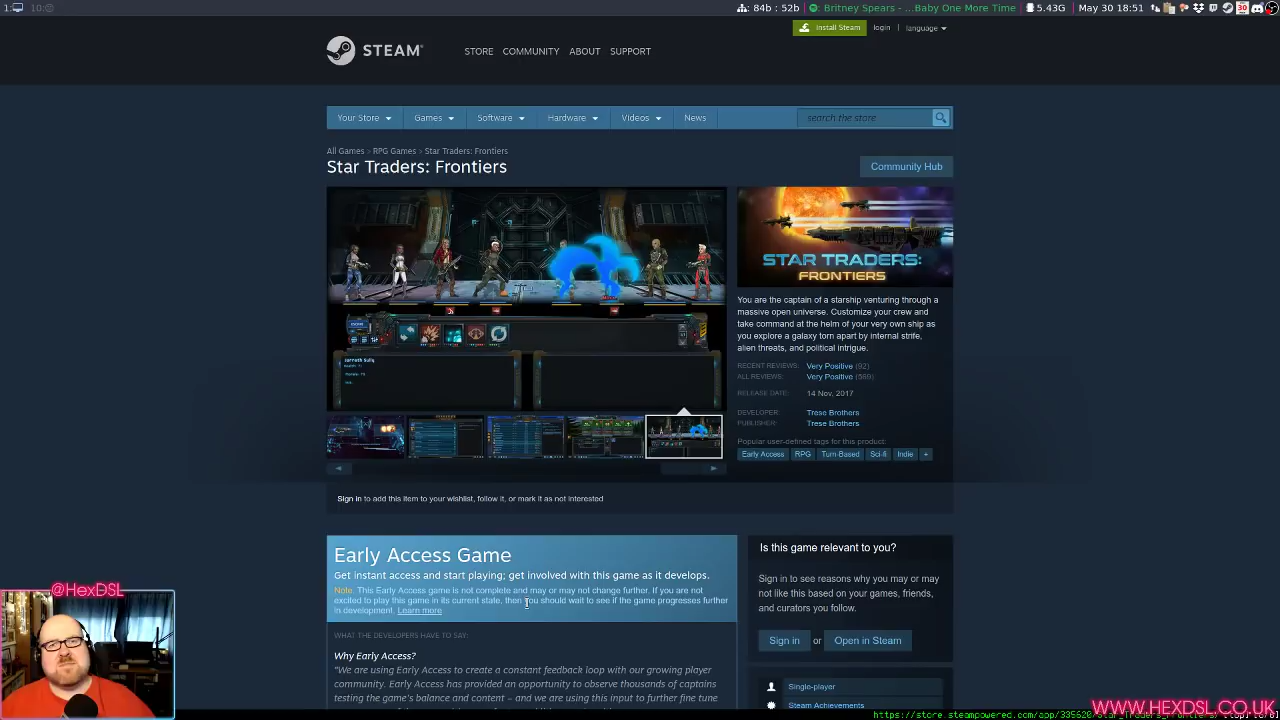 84b : 52b
Britney Spears - ...Baby One More Time
5.43G
May 30 18:51
Install Steam
login
language
STEAM
STORE
COMMUNITY
ABOUT
SUPPORT
Your Store
Games
Software
Hardware
Videos
News
search the store
All Games > RPG Games > Star Traders: Frontiers
Star Traders: Frontiers
Community Hub
STAR TRADERS:
FRONTIERS
You are the captain of a starship venturing through a
massive open universe. Customize your crew and
take command at the helm of your very own ship as
you explore a galaxy torn apart by internal strife,
alien threats, and political intrigue.
RECENT REVIEWS: Very Positive (92)
ALL REVIEWS: Very Positive (569)
RELEASE DATE: 14 Nov, 2017
DEVELOPER: Trese Brothers
PUBLISHER: Trese Brothers
Popular user-defined tags for this product:
Early Access
RPG
Turn-Based
Sci-fi
Indie
+
Sign in to add this item to your wishlist, follow it, or mark it as not interested
Early Access Game
Get instant access and start playing; get involved with this game as it develops.
Note: This Early Access game is not complete and may or may not change further. If you are not
excited to play this game in its current state, then you should wait to see if the game progresses further
in development. Learn more
WHAT THE DEVELOPERS HAVE TO SAY:
Why Early Access?
"We are using Early Access to create a constant feedback loop with our growing player
community. Early Access has provided an opportunity to observe thousands of captains
testing the game's balance and content – and we are using this input to further fine tune
Is this game relevant to you?
Sign in to see reasons why you may or may
not like this based on your games, friends,
and curators you follow.
Sign in
or
Open in Steam
Single-player
Steam Achievements
@HexDSL
WWW.HEXDSL.CO.UK